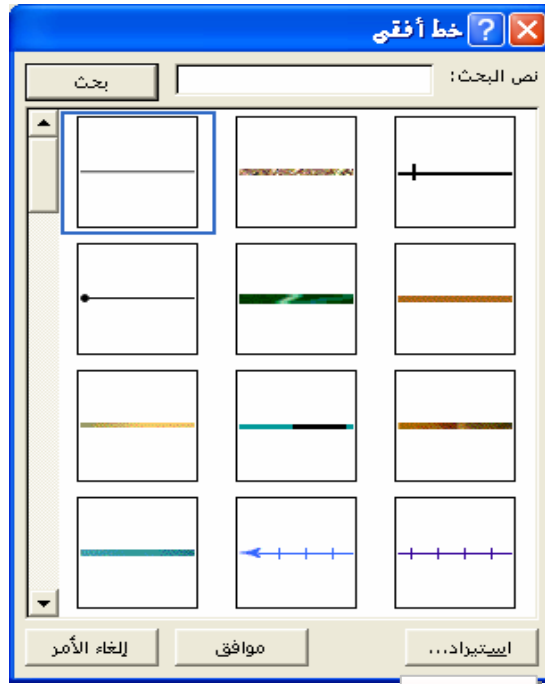 خط أفقي
نص البحث:
بحث
استيراد...
موافق
إلغاء الأمر